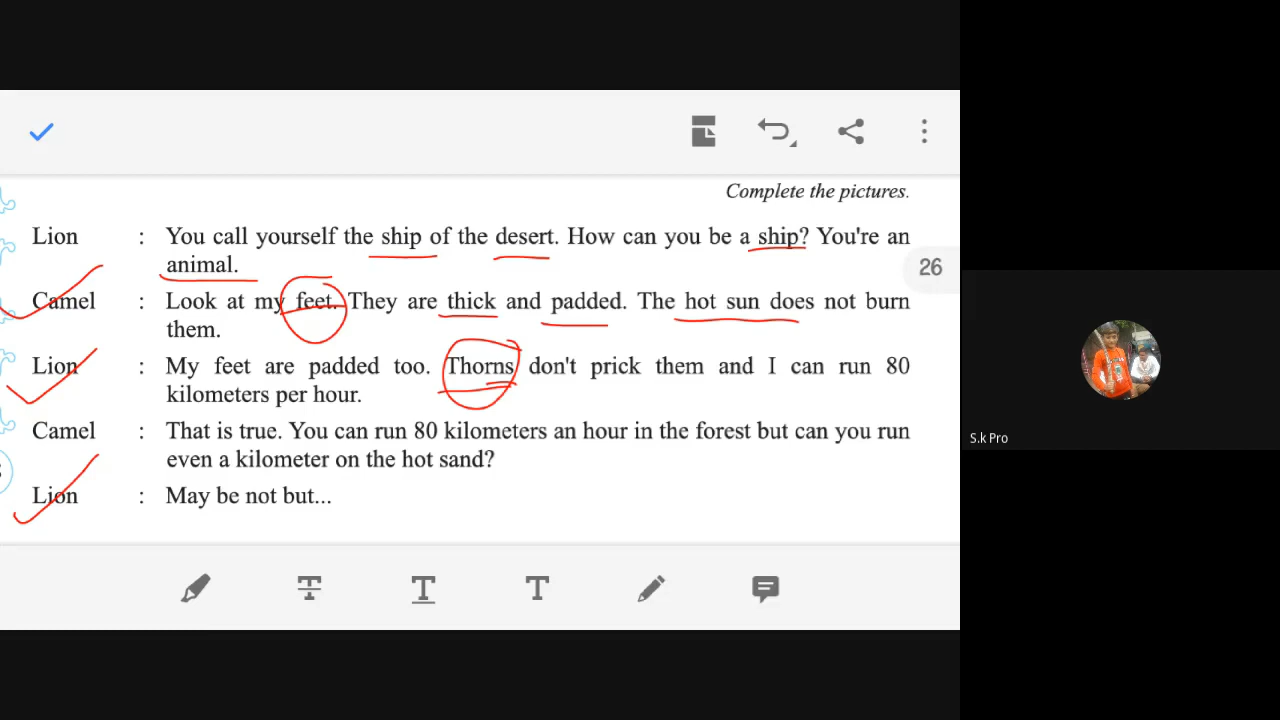 Complete the pictures.
Lion : You call yourself the ship of the desert. How can you be a ship? You're an
animal.
26
Camel : Look at my feet. They are thick and padded. The hot sun does not burn
them.
Lion : My feet are padded too. Thorns don't prick them and I can run 80
kilometers per hour.
Camel : That is true. You can run 80 kilometers an hour in the forest but can you run
even a kilometer on the hot sand?
Lion : May be not but...
S.k Pro
T T T